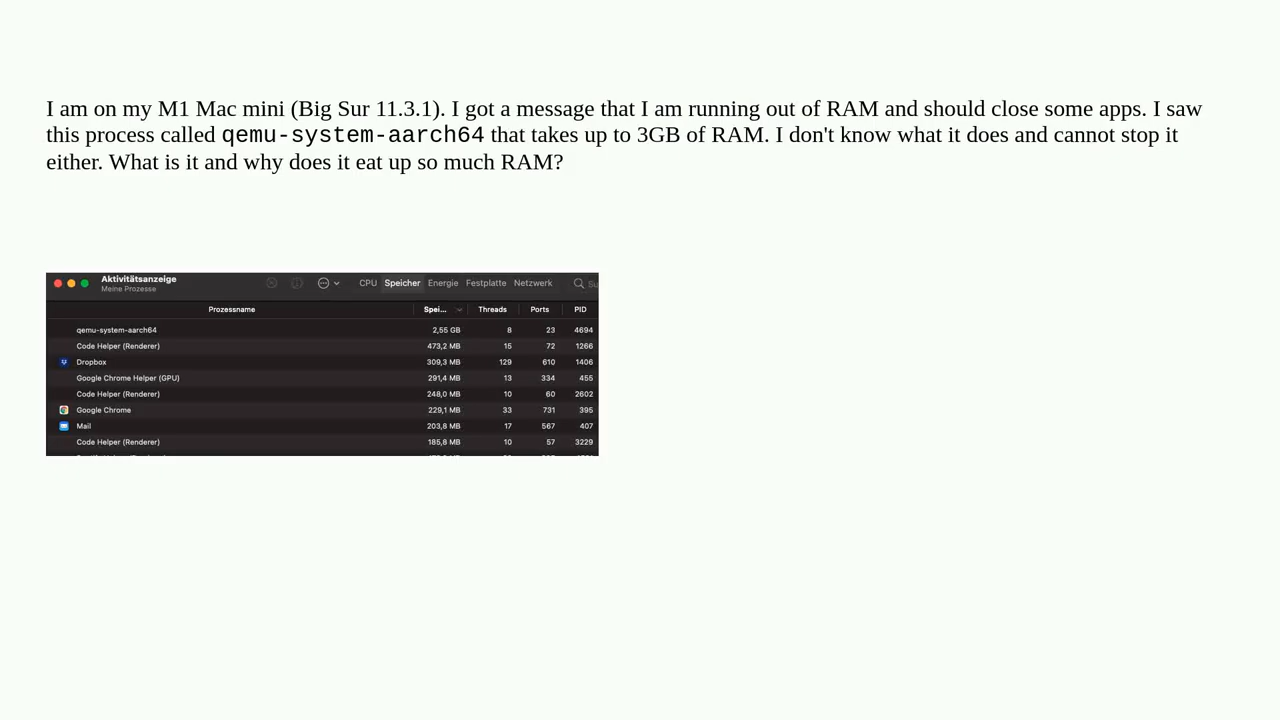 I am on my M1 Mac mini (Big Sur 11.3.1). I got a message that I am running out of RAM and should close some apps. I saw
this process called qemu-system-aarch64 that takes up to 3GB of RAM. I don't know what it does and cannot stop it
either. What is it and why does it eat up so much RAM?
Aktivitätsanzeige
Meine Prozesse
CPU Speicher Energie Festplatte Netzwerk Su
Prozessname Spei... Threads Ports PID
qemu-system-aarch64 2,55 GB 8 23 4694
Code Helper (Renderer) 473,2 MB 15 72 1266
Dropbox 309,3 MB 129 610 1406
Google Chrome Helper (GPU) 291,4 MB 13 334 455
Code Helper (Renderer) 248,0 MB 10 60 2602
Google Chrome 229,1 MB 33 731 395
Mail 203,8 MB 17 567 407
Code Helper (Renderer) 185,8 MB 10 57 3229